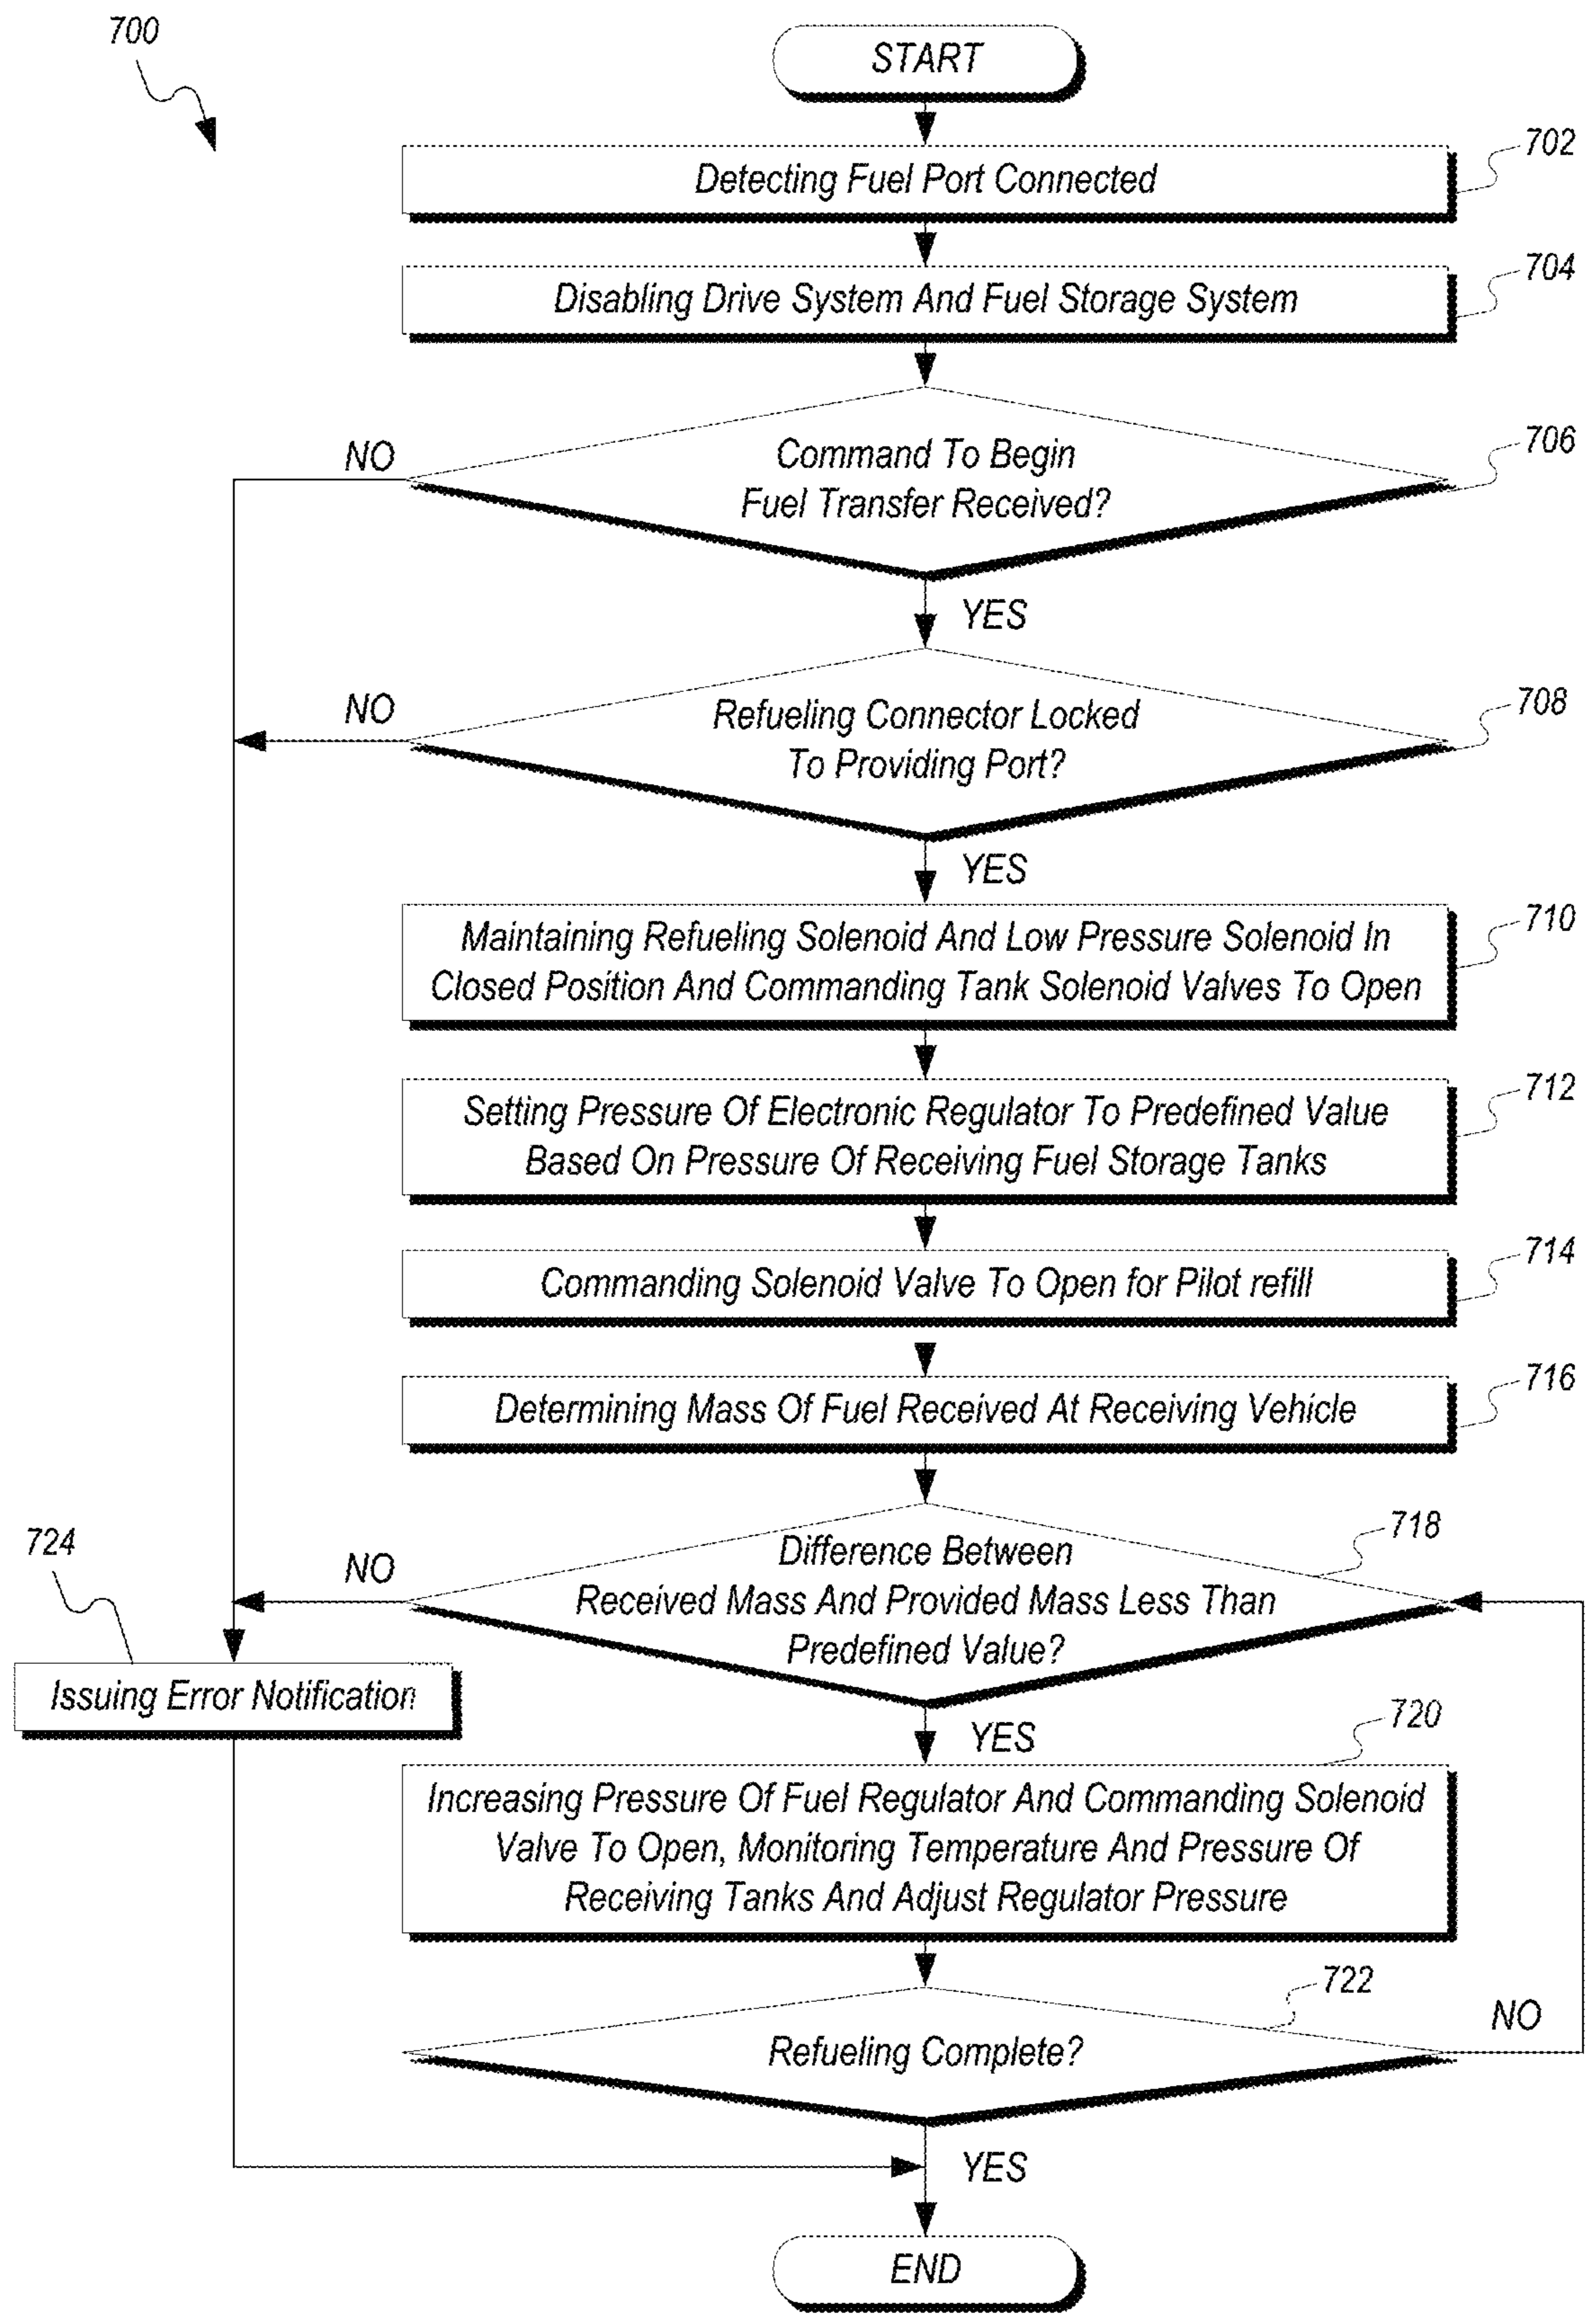 700
START
702
Detecting Fuel Port Connected
704
Disabling Drive System And Fuel Storage System
706
NO
Command To Begin
Fuel Transfer Received?
YES
708
NO
Refueling Connector Locked
To Providing Port?
YES
710
Maintaining Refueling Solenoid And Low Pressure Solenoid In
Closed Position And Commanding Tank Solenoid Valves To Open
712
Setting Pressure Of Electronic Regulator To Predefined Value
Based On Pressure Of Receiving Fuel Storage Tanks
714
Commanding Solenoid Valve To Open for Pilot refill
716
Determining Mass Of Fuel Received At Receiving Vehicle
718
724
NO
Difference Between
Received Mass And Provided Mass Less Than
Predefined Value?
Issuing Error Notification
YES
720
Increasing Pressure Of Fuel Regulator And Commanding Solenoid
Valve To Open, Monitoring Temperature And Pressure Of
Receiving Tanks And Adjust Regulator Pressure
722
NO
Refueling Complete?
YES
END